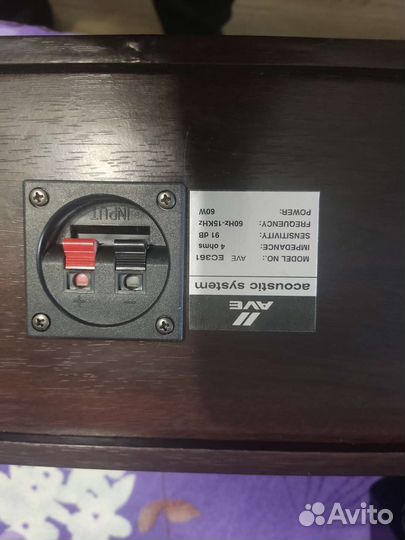 AVE
acoustic system
MODEL NO.: AVE EC361
IMPEDANCE: 4 ohms
SENSITIVITY: 91 dB
FREQUENCY: 60Hz-15KHz
POWER: 60W
INPUT
+ −
Avito